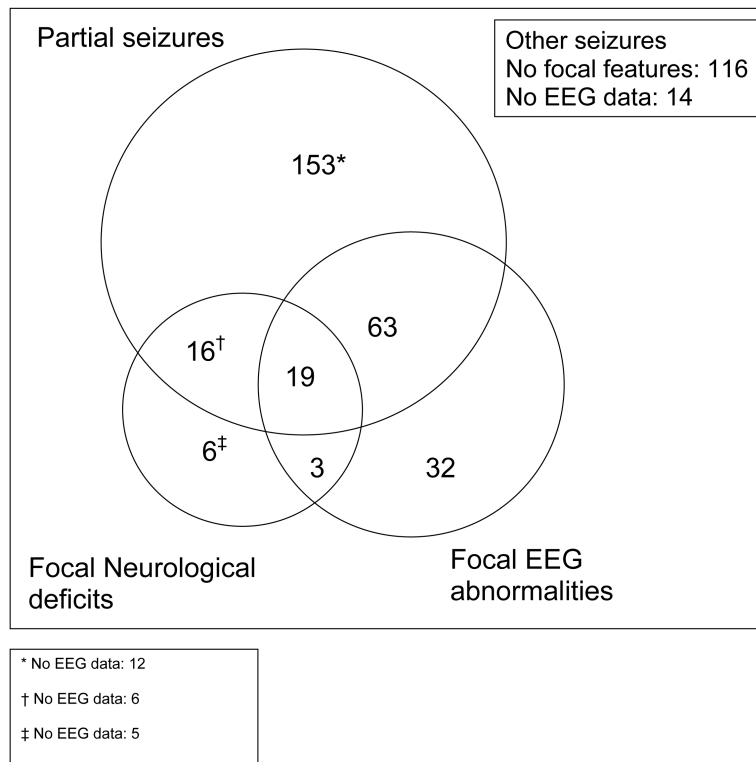 Partial seizures
Other seizures
No focal features: 116
No EEG data: 14
153*
63
16†
19
6‡
3
32
Focal Neurological
deficits
Focal EEG
abnormalities
* No EEG data: 12
† No EEG data: 6
‡ No EEG data: 5